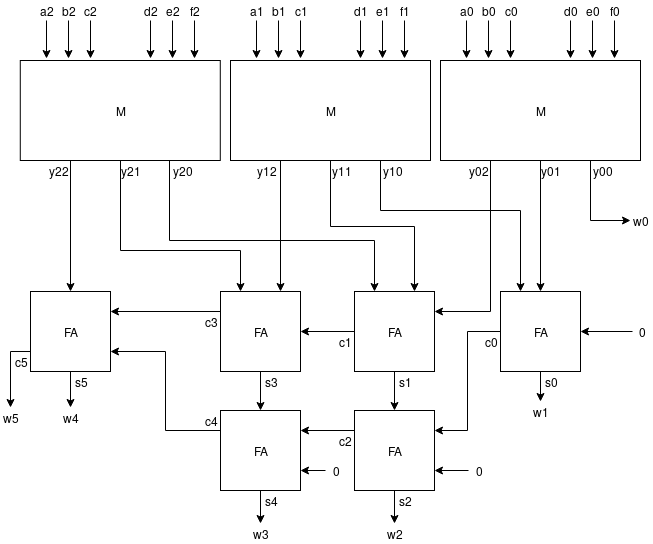 a2 b2 c2 d2 e2 f2 a1 b1 c1 d1 e1 f1 a0 b0 c0 d0 e0 f0
M M M
y22 y21 y20 y12 y11 y10 y02 y01 y00
w0
c3 c1 c0
FA FA FA FA 0
c5 s5 s3 s1 s0
w5 w4 w1
c4 c2
FA FA
0 0
s4 s2
w3 w2